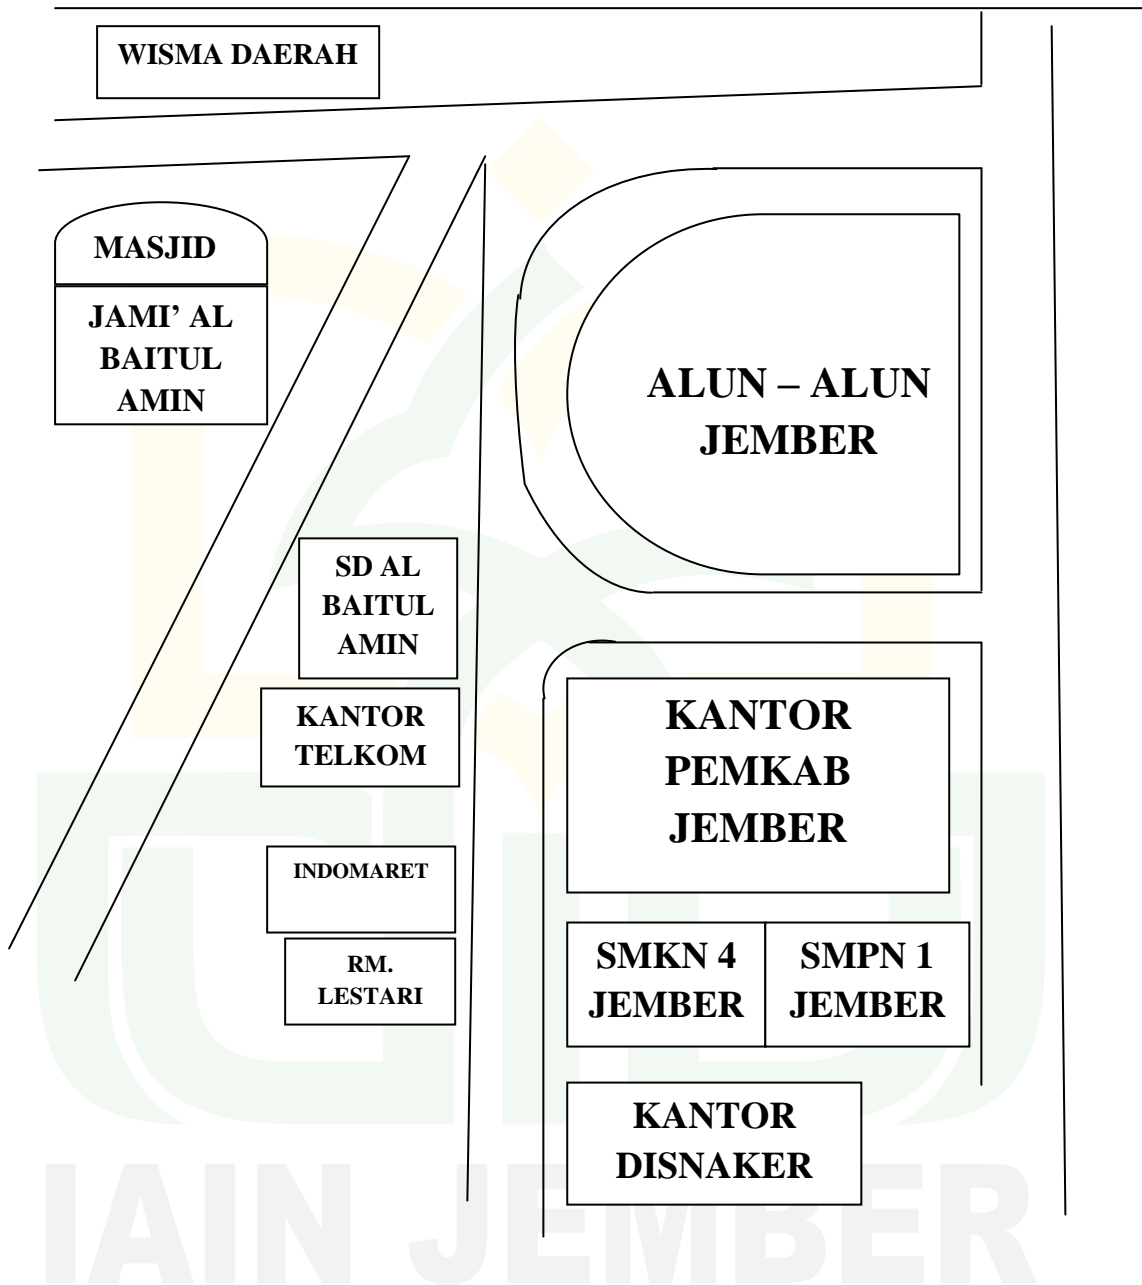 WISMA DAERAH
MASJID
JAMI’ AL
BAITUL
AMIN
ALUN – ALUN
JEMBER
SD AL
BAITUL
AMIN
KANTOR
TELKOM
KANTOR
PEMKAB
JEMBER
INDOMARET
RM.
LESTARI
SMKN 4
JEMBER
SMPN 1
JEMBER
KANTOR
DISNAKER
IAIN JEMBER